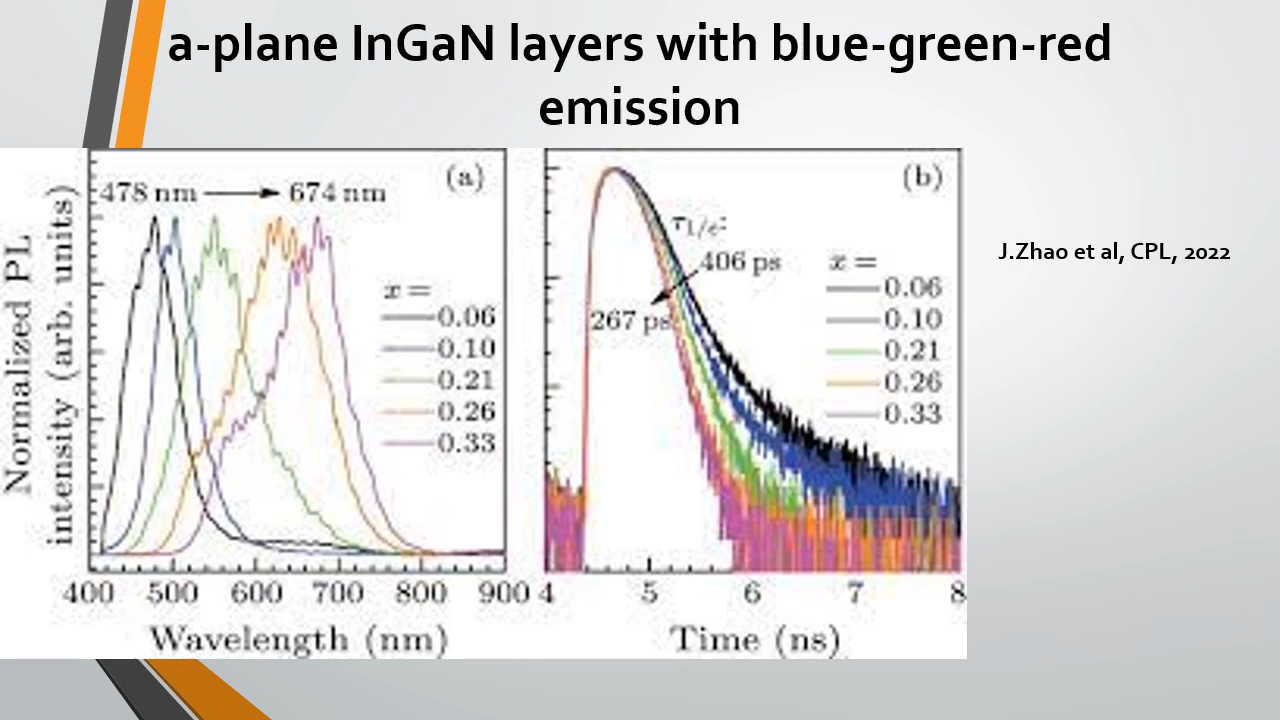 a-plane InGaN layers with blue-green-red
emission
Normalized PL
intensity (arb. units)
478 nm → 674 nm
(a)
x =
0.06
0.10
0.21
0.26
0.33
400 500 600 700 800 900
Wavelength (nm)
(b)
τ1/e²
406 ps
267 ps
x =
0.06
0.10
0.21
0.26
0.33
4 5 6 7 8
Time (ns)
J.Zhao et al, CPL, 2022